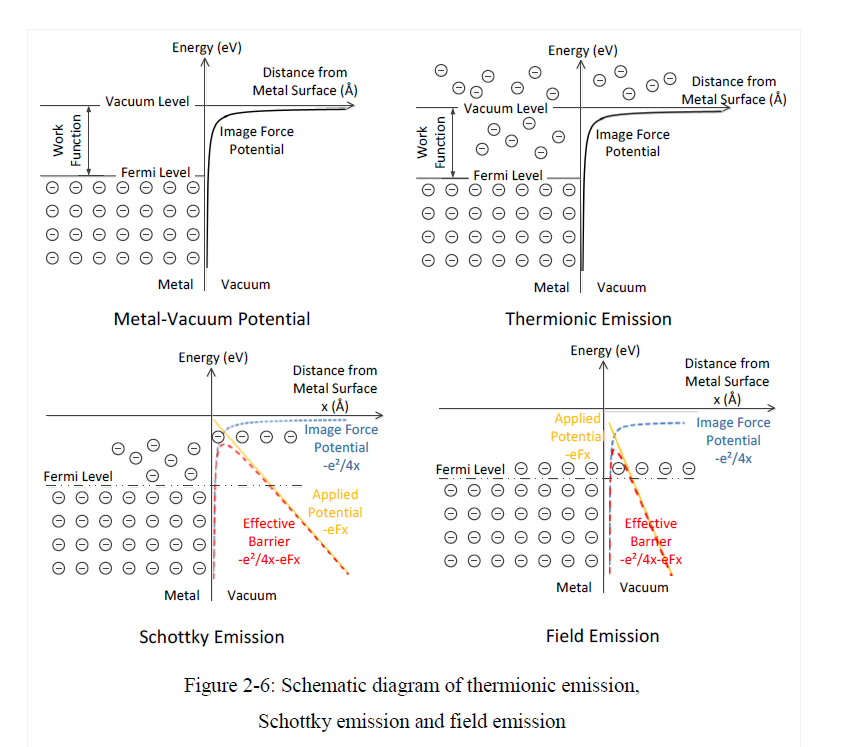 Energy (eV)
Distance from
Metal Surface (Å)
Vacuum Level
Work
Function
Image Force
Potential
Fermi Level
Metal
Vacuum
Metal-Vacuum Potential
Energy (eV)
Distance from
Metal Surface (Å)
Vacuum Level
Work
Function
Image Force
Potential
Fermi Level
Metal
Vacuum
Thermionic Emission
Energy (eV)
Distance from
Metal Surface
x (Å)
Image Force
Potential
-e²/4x
Fermi Level
Applied
Potential
-eFx
Effective
Barrier
-e²/4x-eFx
Metal
Vacuum
Schottky Emission
Energy (eV)
Distance from
Metal Surface
x (Å)
Applied
Potential
-eFx
Image Force
Potential
-e²/4x
Fermi Level
Effective
Barrier
-e²/4x-eFx
Metal
Vacuum
Field Emission
Figure 2-6: Schematic diagram of thermionic emission,
Schottky emission and field emission